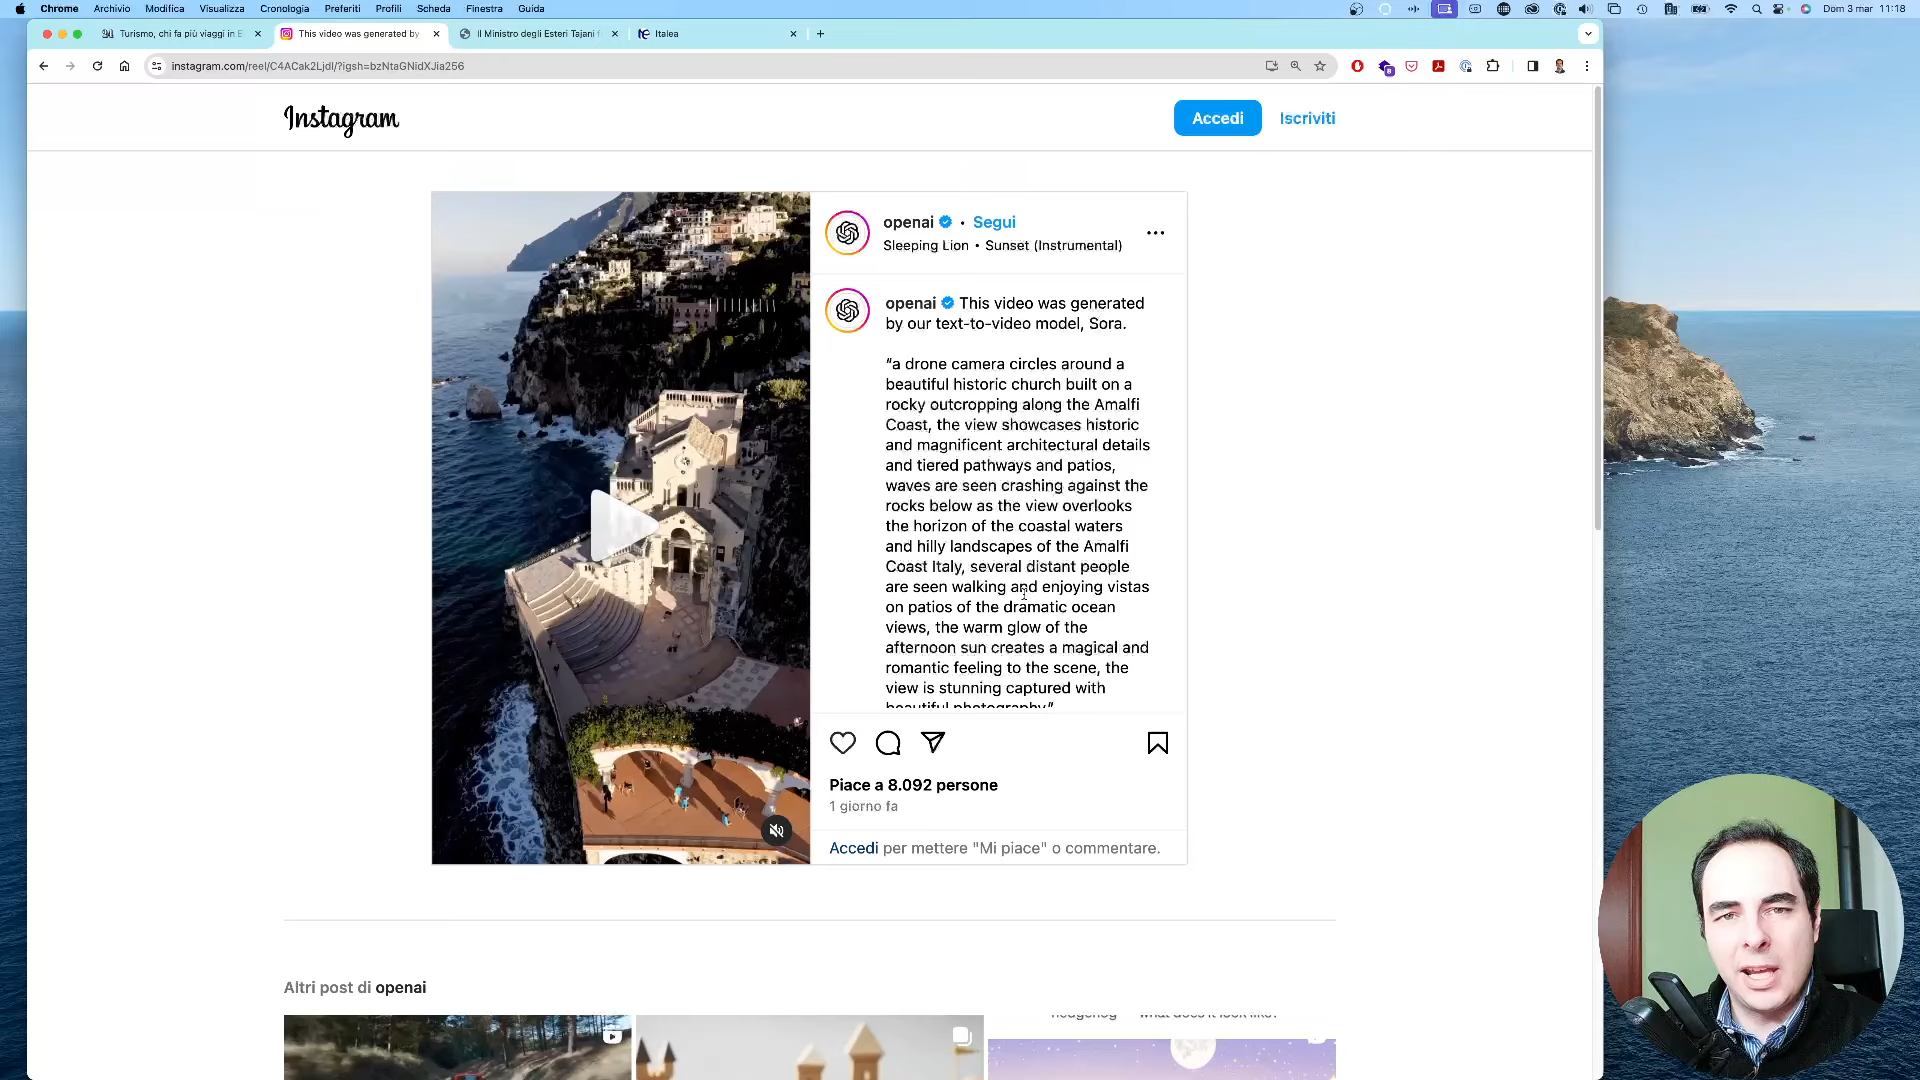 Chrome Archivio Modifica Visualizza Cronologia Preferiti Profili Scheda Finestra Guida
Dom 3 mar 11:18
Turismo, chi fa più viaggi in E
This video was generated by
Il Ministro degli Esteri Tajani f
Italea
instagram.com/reel/C4ACak2Ljdl/?igsh=bzNtaGNidXJia256
Instagram
Accedi
Iscriviti
openai • Segui
Sleeping Lion • Sunset (Instrumental)
openai This video was generated
by our text-to-video model, Sora.
“a drone camera circles around a
beautiful historic church built on a
rocky outcropping along the Amalfi
Coast, the view showcases historic
and magnificent architectural details
and tiered pathways and patios,
waves are seen crashing against the
rocks below as the view overlooks
the horizon of the coastal waters
and hilly landscapes of the Amalfi
Coast Italy, several distant people
are seen walking and enjoying vistas
on patios of the dramatic ocean
views, the warm glow of the
afternoon sun creates a magical and
romantic feeling to the scene, the
view is stunning captured with
beautiful photography”
Piace a 8.092 persone
1 giorno fa
Accedi per mettere "Mi piace" o commentare.
Altri post di openai
hedgehog what does it look like?